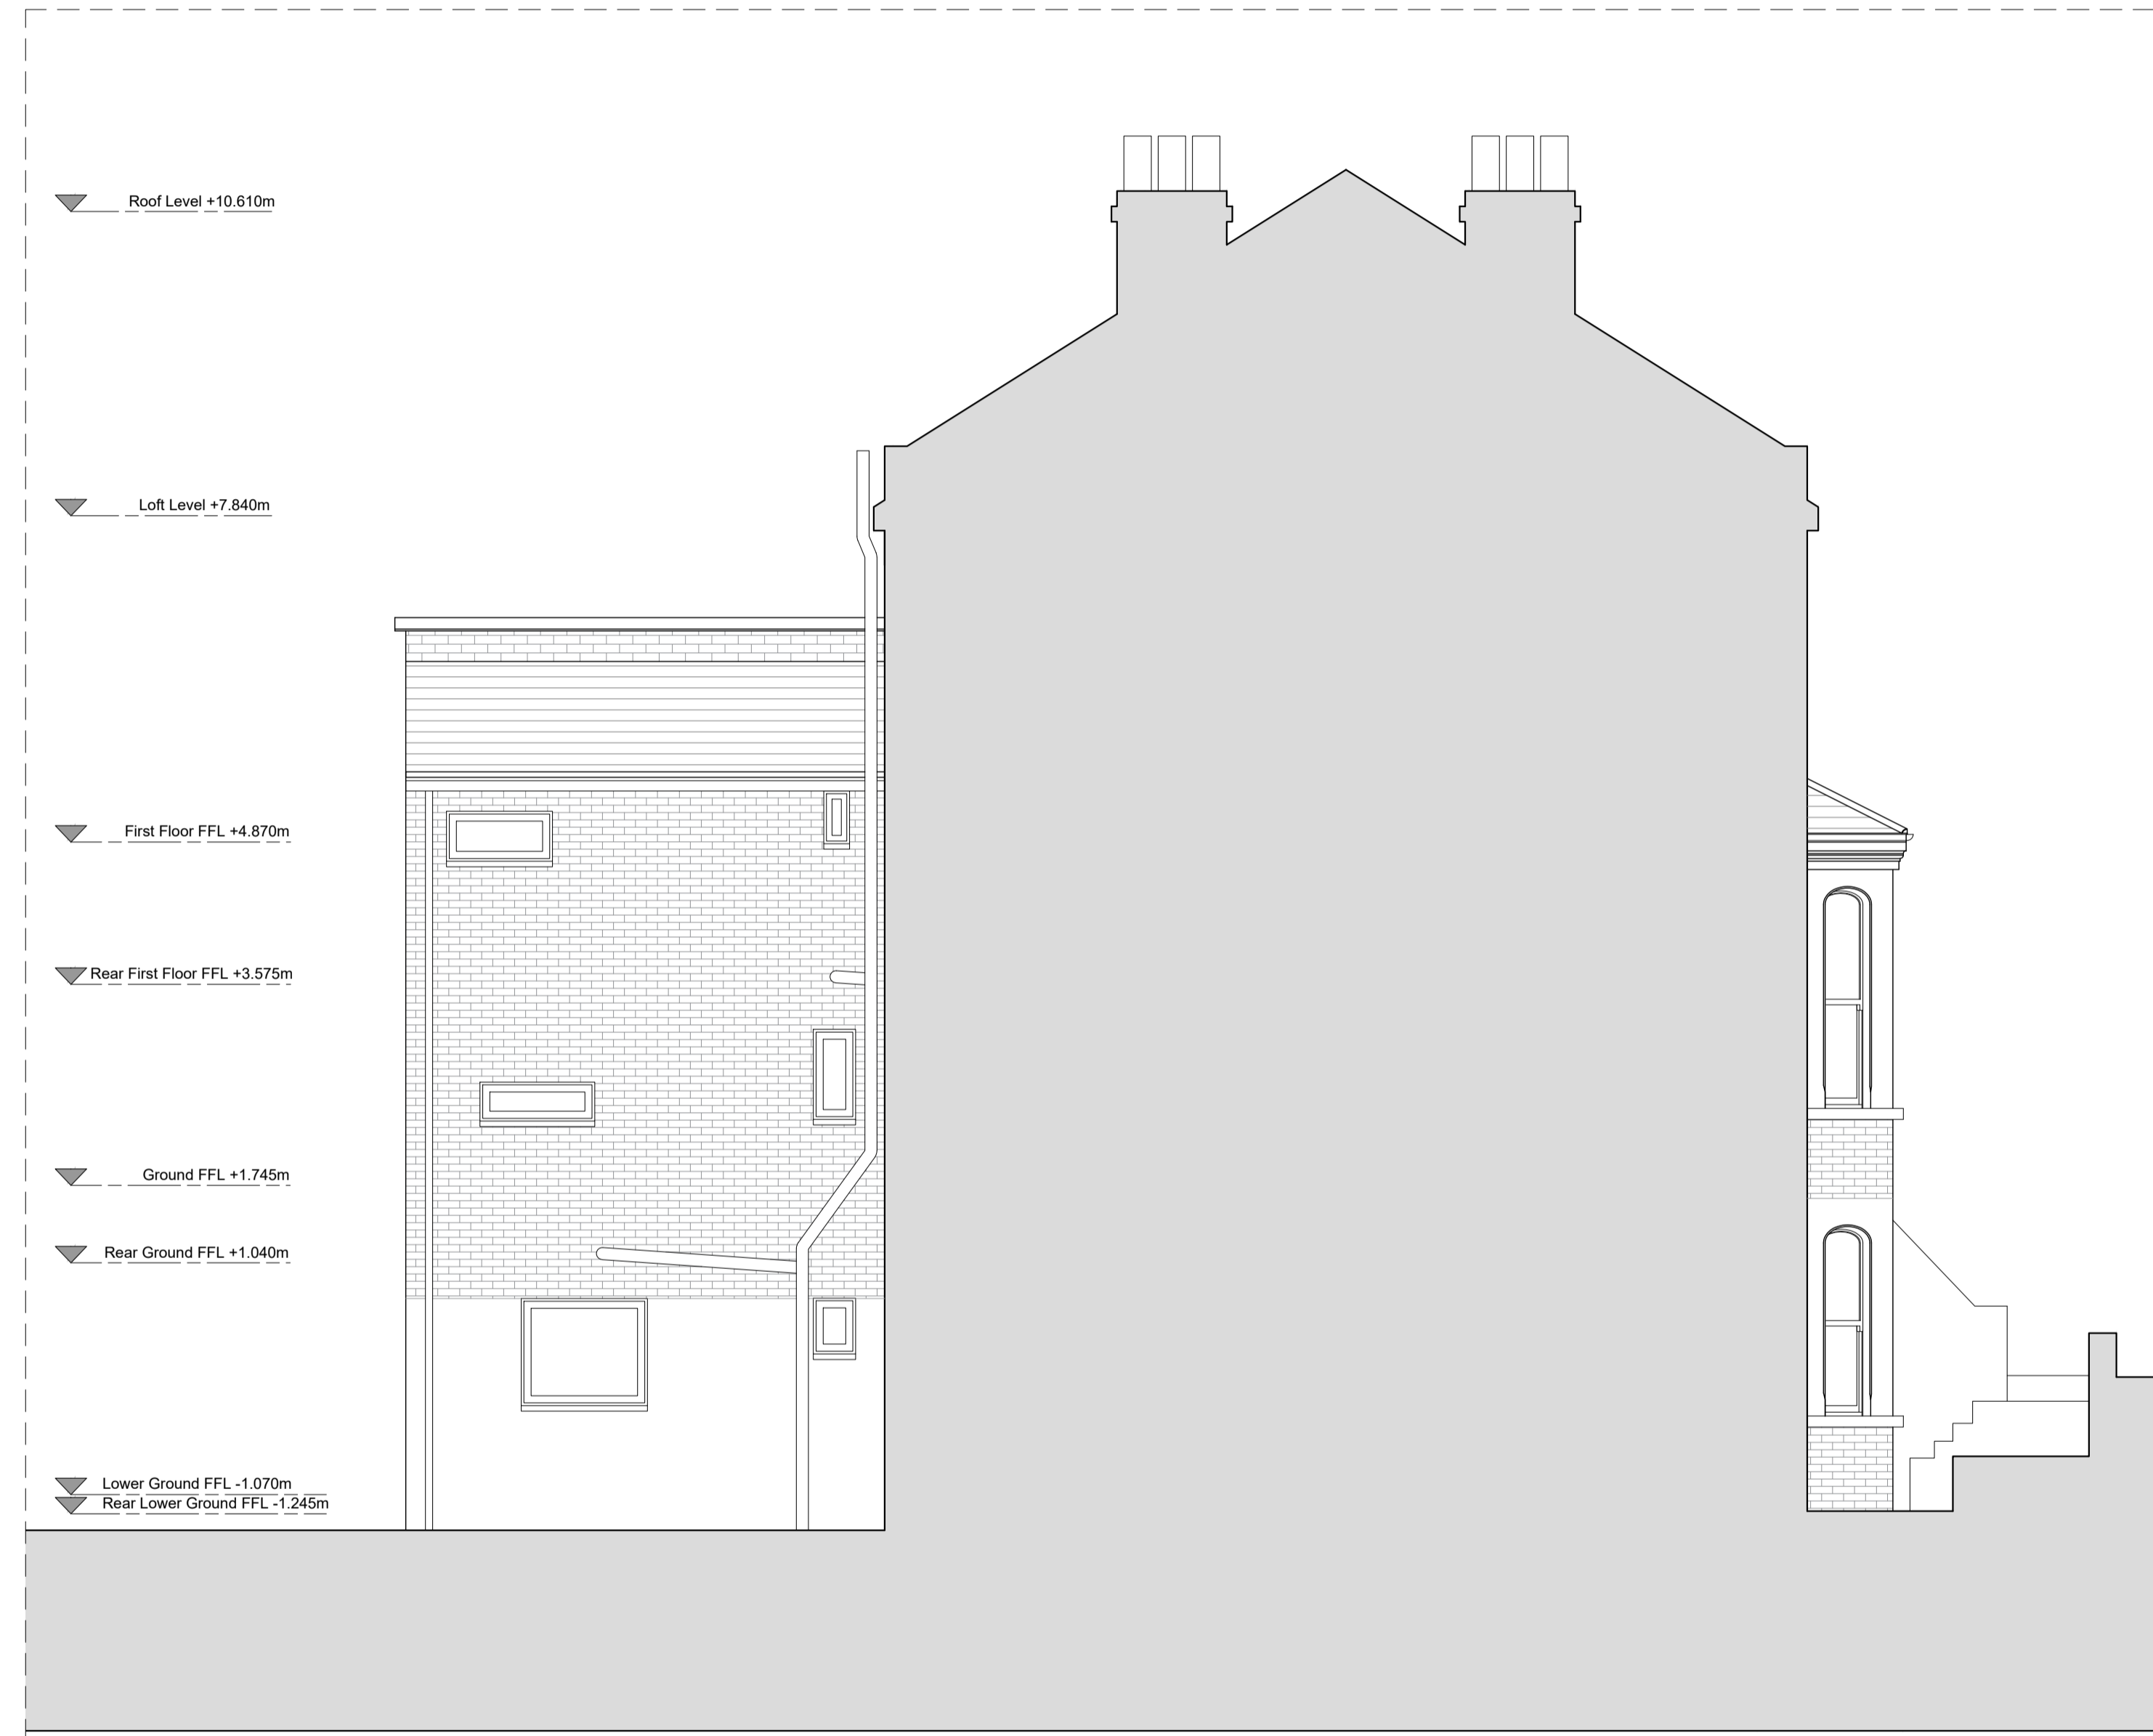 Roof Level +10.610m
Loft Level +7.840m
First Floor FFL +4.870m
Rear First Floor FFL +3.575m
Ground FFL +1.745m
Rear Ground FFL +1.040m
Lower Ground FFL -1.070m
Rear Lower Ground FFL -1.245m